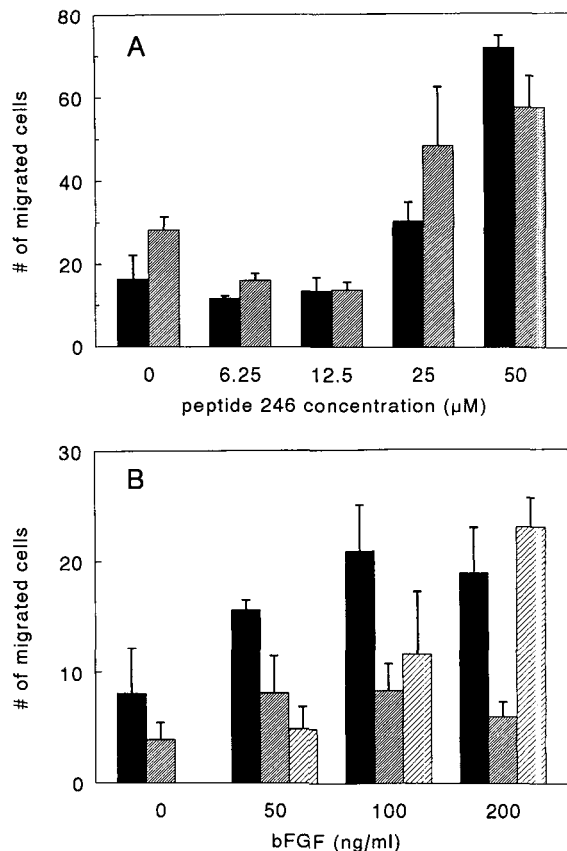 80
A
60
40
20
0
# of migrated cells
0 6.25 12.5 25 50
peptide 246 concentration (µM)
30
B
20
10
0
# of migrated cells
0 50 100 200
bFGF (ng/ml)